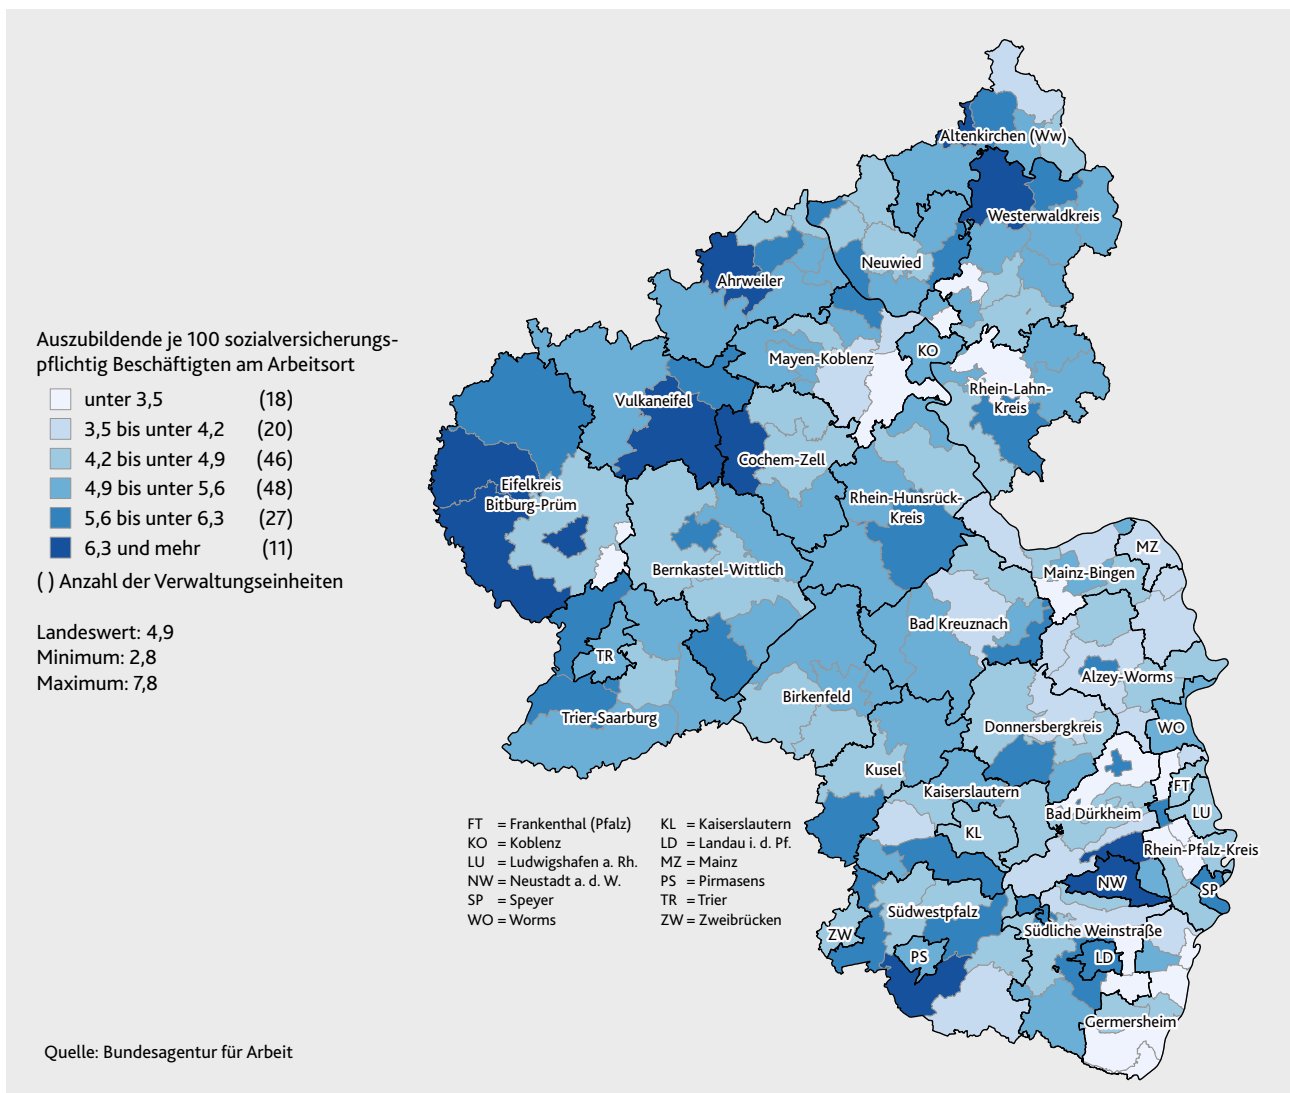 Altenkirchen (Ww)
Westerwaldkreis
Neuwied
Ahrweiler
Mayen-Koblenz
KO
Rhein-Lahn-
Kreis
Vulkaneifel
Cochem-Zell
Eifelkreis
Bitburg-Prüm
Rhein-Hunsrück-
Kreis
Bernkastel-Wittlich
MZ
Mainz-Bingen
Bad Kreuznach
TR
Alzey-Worms
Trier-Saarburg
Birkenfeld
Donnersbergkreis
WO
Kusel
Kaiserslautern
FT
Bad Dürkheim
LU
KL
Rhein-Pfalz-Kreis
NW
SP
Südwestpfalz
ZW
Südliche Weinstraße
PS
LD
Germersheim
Auszubildende je 100 sozialversicherungs-
pflichtig Beschäftigten am Arbeitsort
unter 3,5 (18)
3,5 bis unter 4,2 (20)
4,2 bis unter 4,9 (46)
4,9 bis unter 5,6 (48)
5,6 bis unter 6,3 (27)
6,3 und mehr (11)
( ) Anzahl der Verwaltungseinheiten
Landeswert: 4,9
Minimum: 2,8
Maximum: 7,8
FT = Frankenthal (Pfalz)
KO = Koblenz
LU = Ludwigshafen a. Rh.
NW = Neustadt a. d. W.
SP = Speyer
WO = Worms
KL = Kaiserslautern
LD = Landau i. d. Pf.
MZ = Mainz
PS = Pirmasens
TR = Trier
ZW = Zweibrücken
Quelle: Bundesagentur für Arbeit